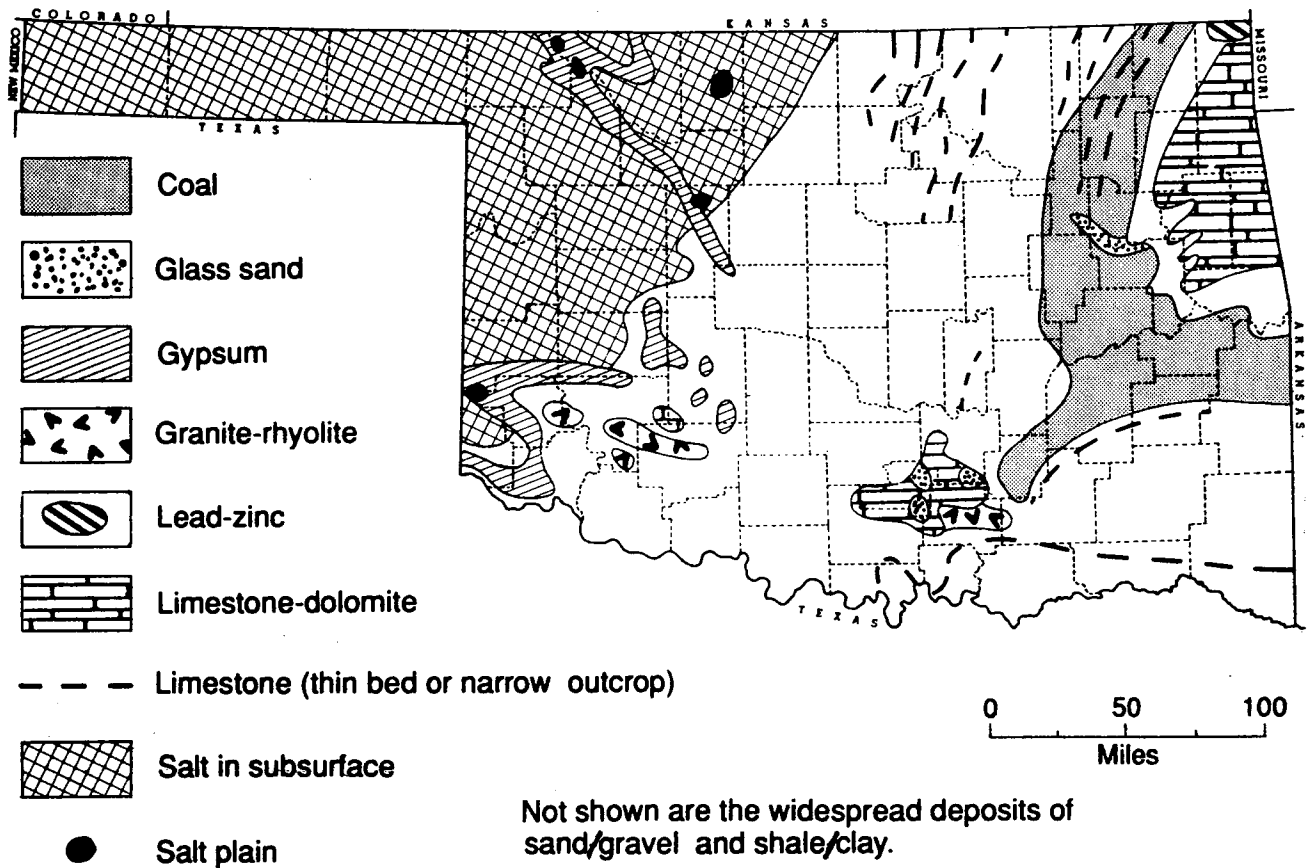 COLORADO
KANSAS
NEW MEXICO
MISSOURI
TEXAS
ARKANSAS
TEXAS
Coal
Glass sand
Gypsum
Granite-rhyolite
Lead-zinc
Limestone-dolomite
Limestone (thin bed or narrow outcrop)
Salt in subsurface
Salt plain
0 50 100
Miles
Not shown are the widespread deposits of
sand/gravel and shale/clay.